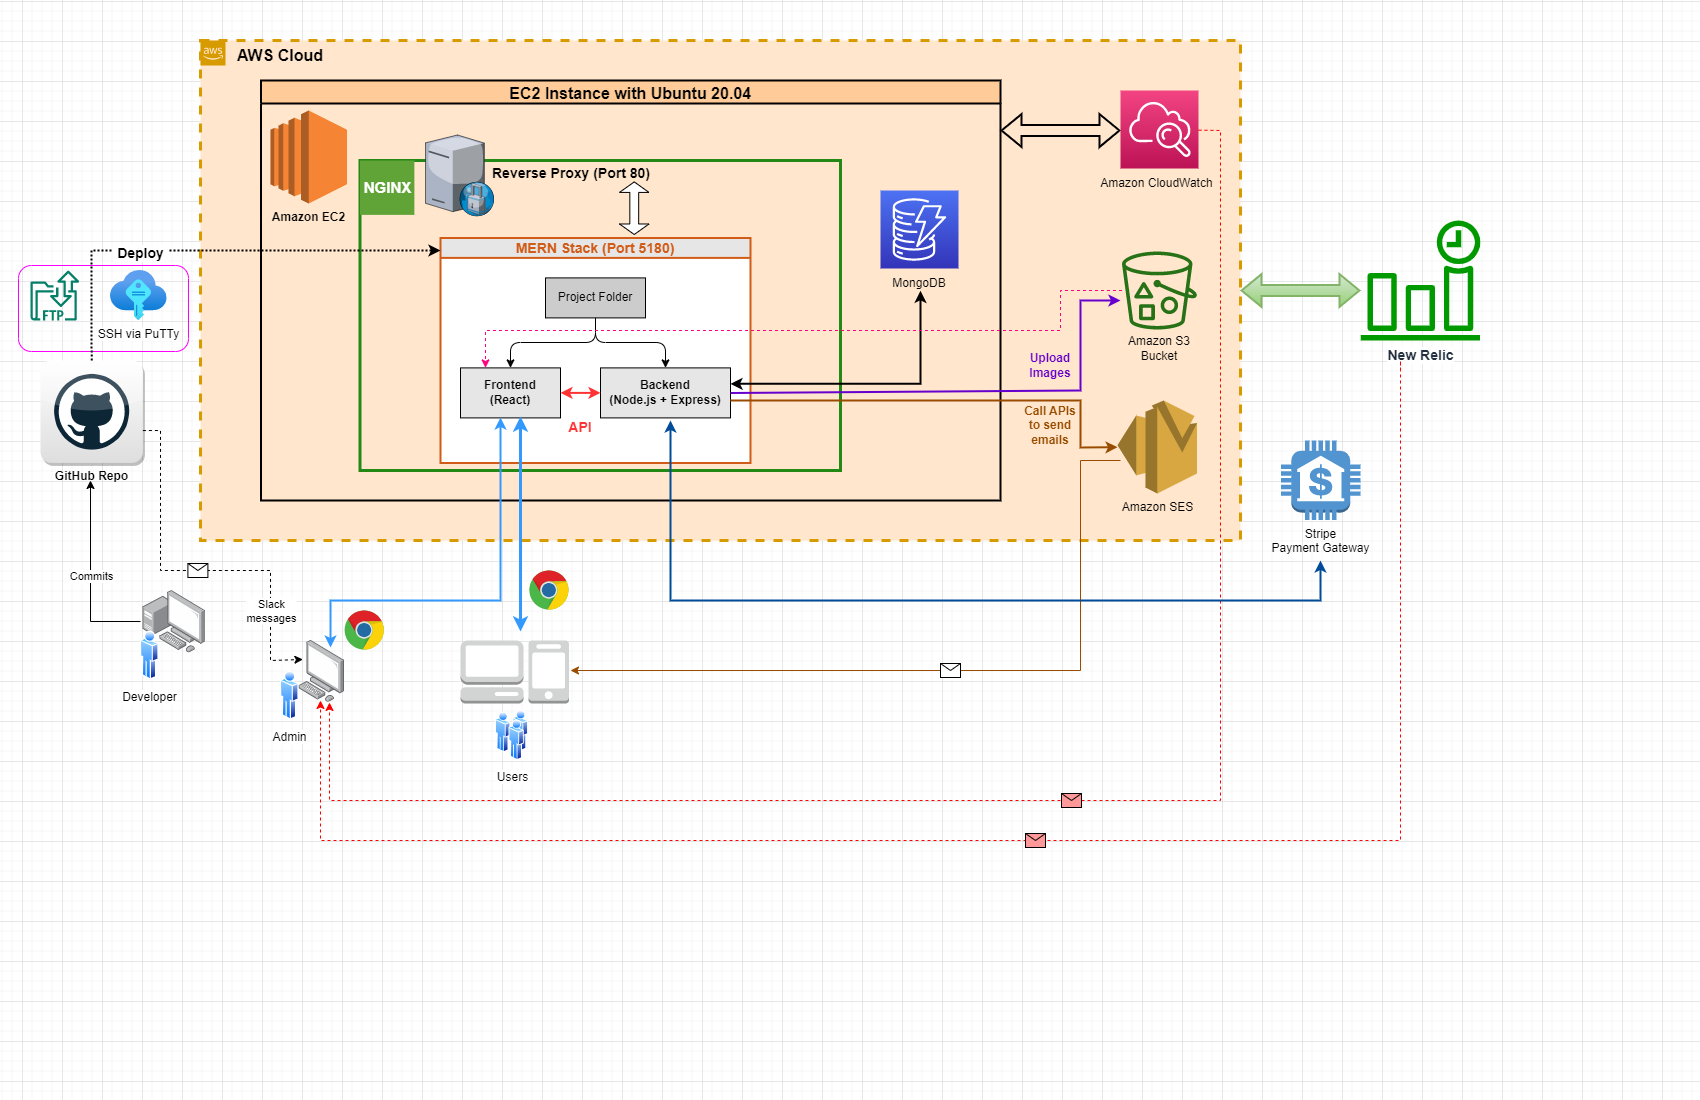 aws
AWS Cloud
EC2 Instance with Ubuntu 20.04
Amazon EC2
NGINX
Reverse Proxy (Port 80)
Amazon CloudWatch
Deploy
MERN Stack (Port 5180)
MongoDB
FTP
SSH via PuTTy
Project Folder
Amazon S3
Bucket
New Relic
Upload
Images
Frontend
(React)
Backend
(Node.js + Express)
API
Call APIs
to send
emails
GitHub Repo
Amazon SES
$
Stripe
Payment Gateway
Commits
Slack
messages
Developer
Admin
Users